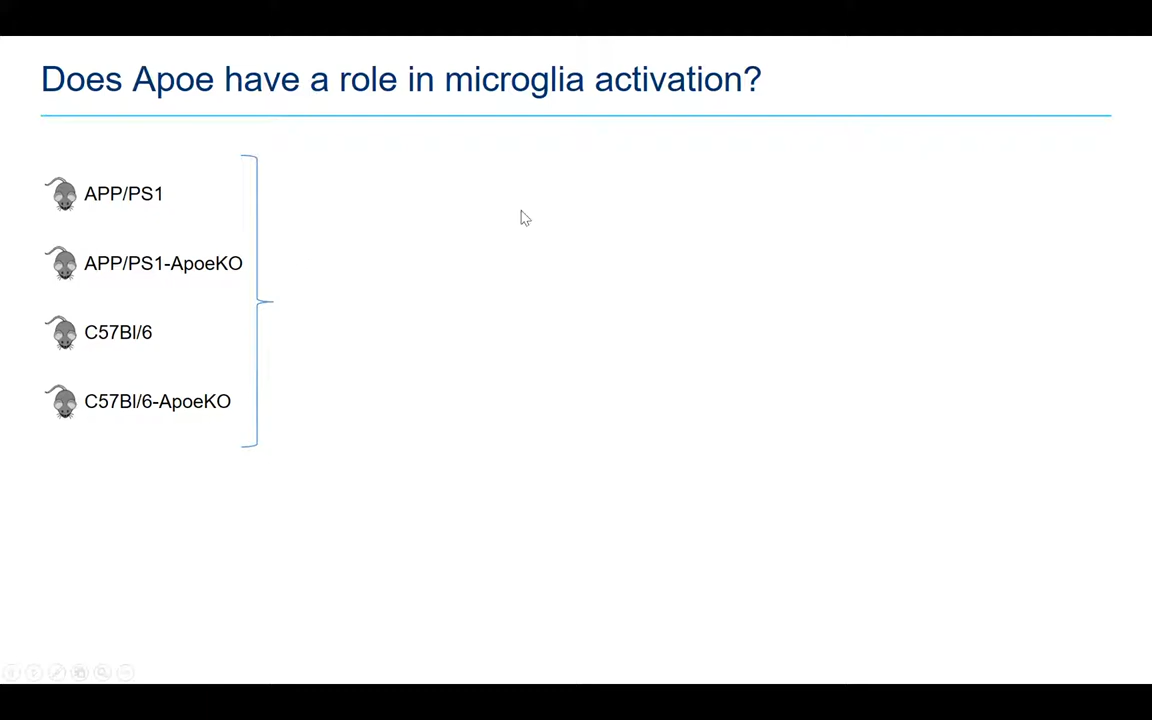 Does Apoe have a role in microglia activation?
APP/PS1
APP/PS1-ApoeKO
C57Bl/6
C57Bl/6-ApoeKO